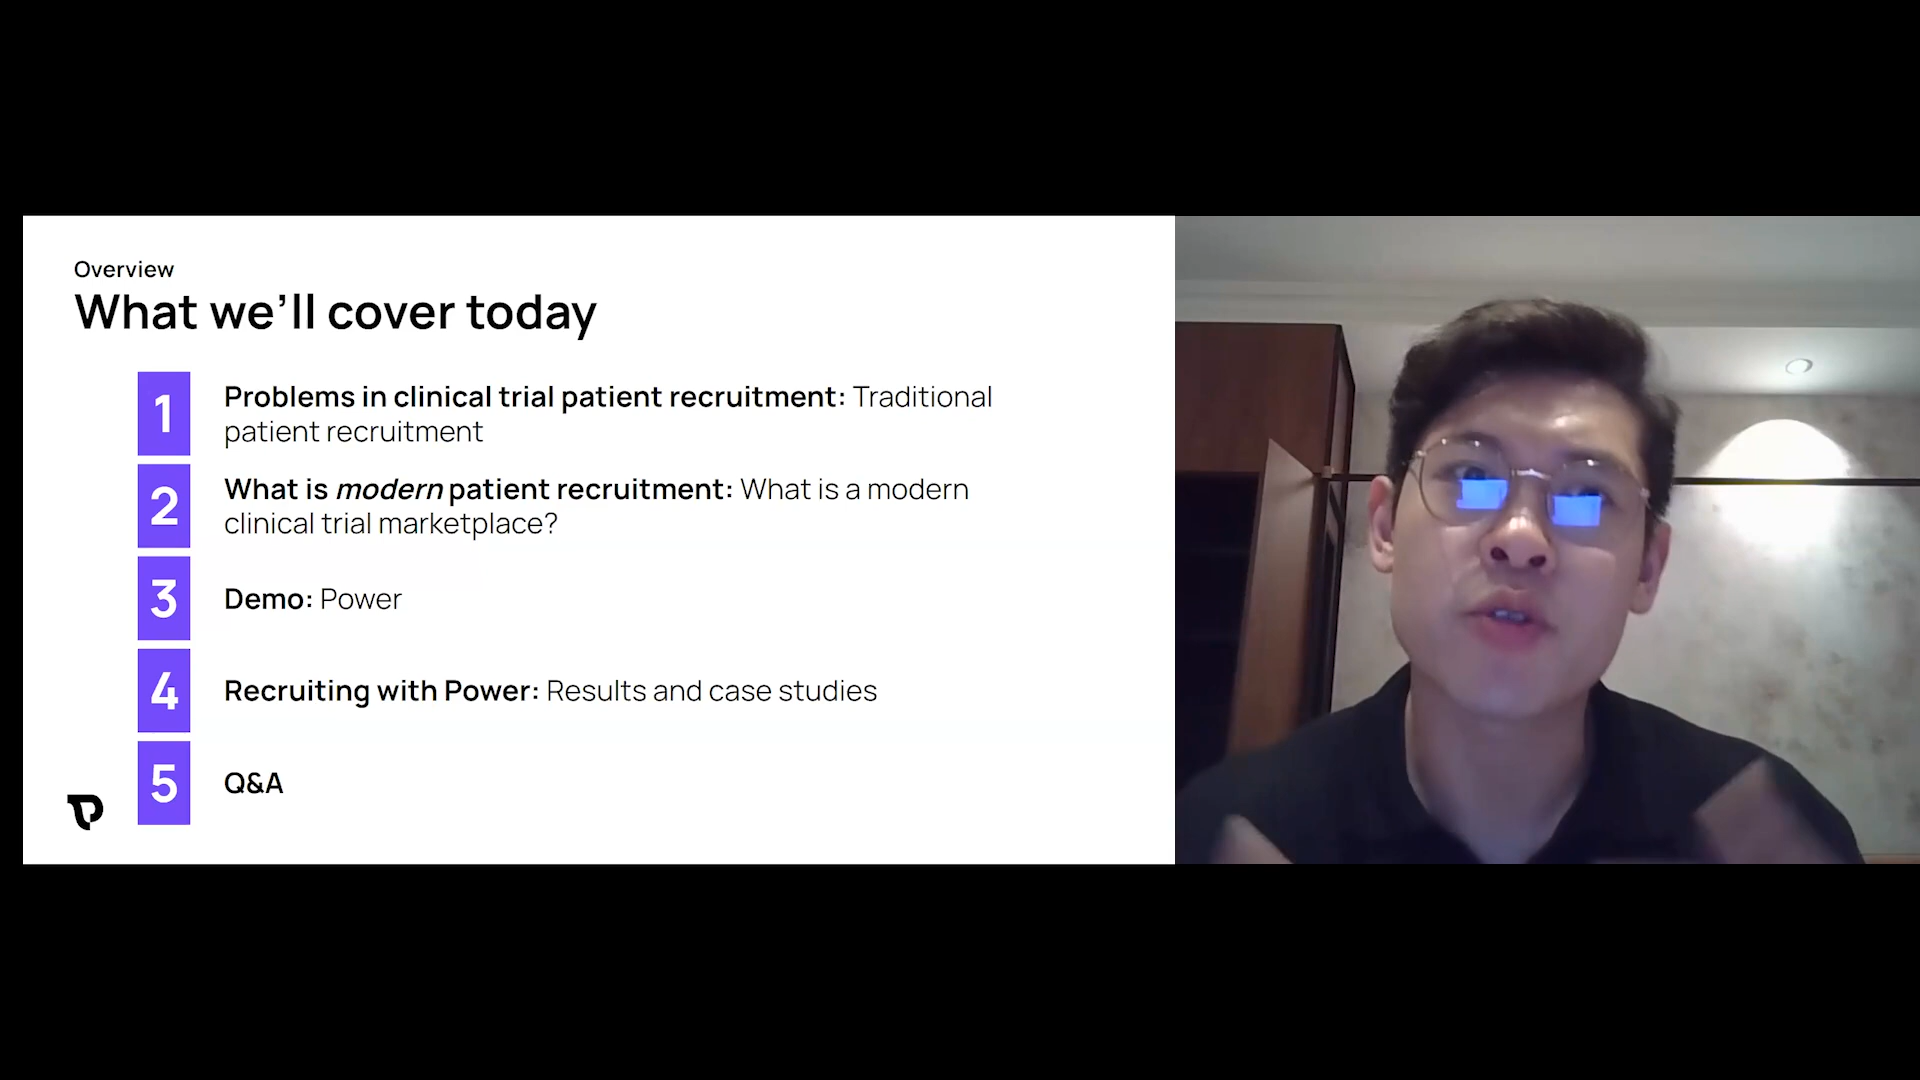 Overview
What we'll cover today
1
Problems in clinical trial patient recruitment: Traditional
patient recruitment
2
What is modern patient recruitment: What is a modern
clinical trial marketplace?
3
Demo: Power
4
Recruiting with Power: Results and case studies
5
Q&A